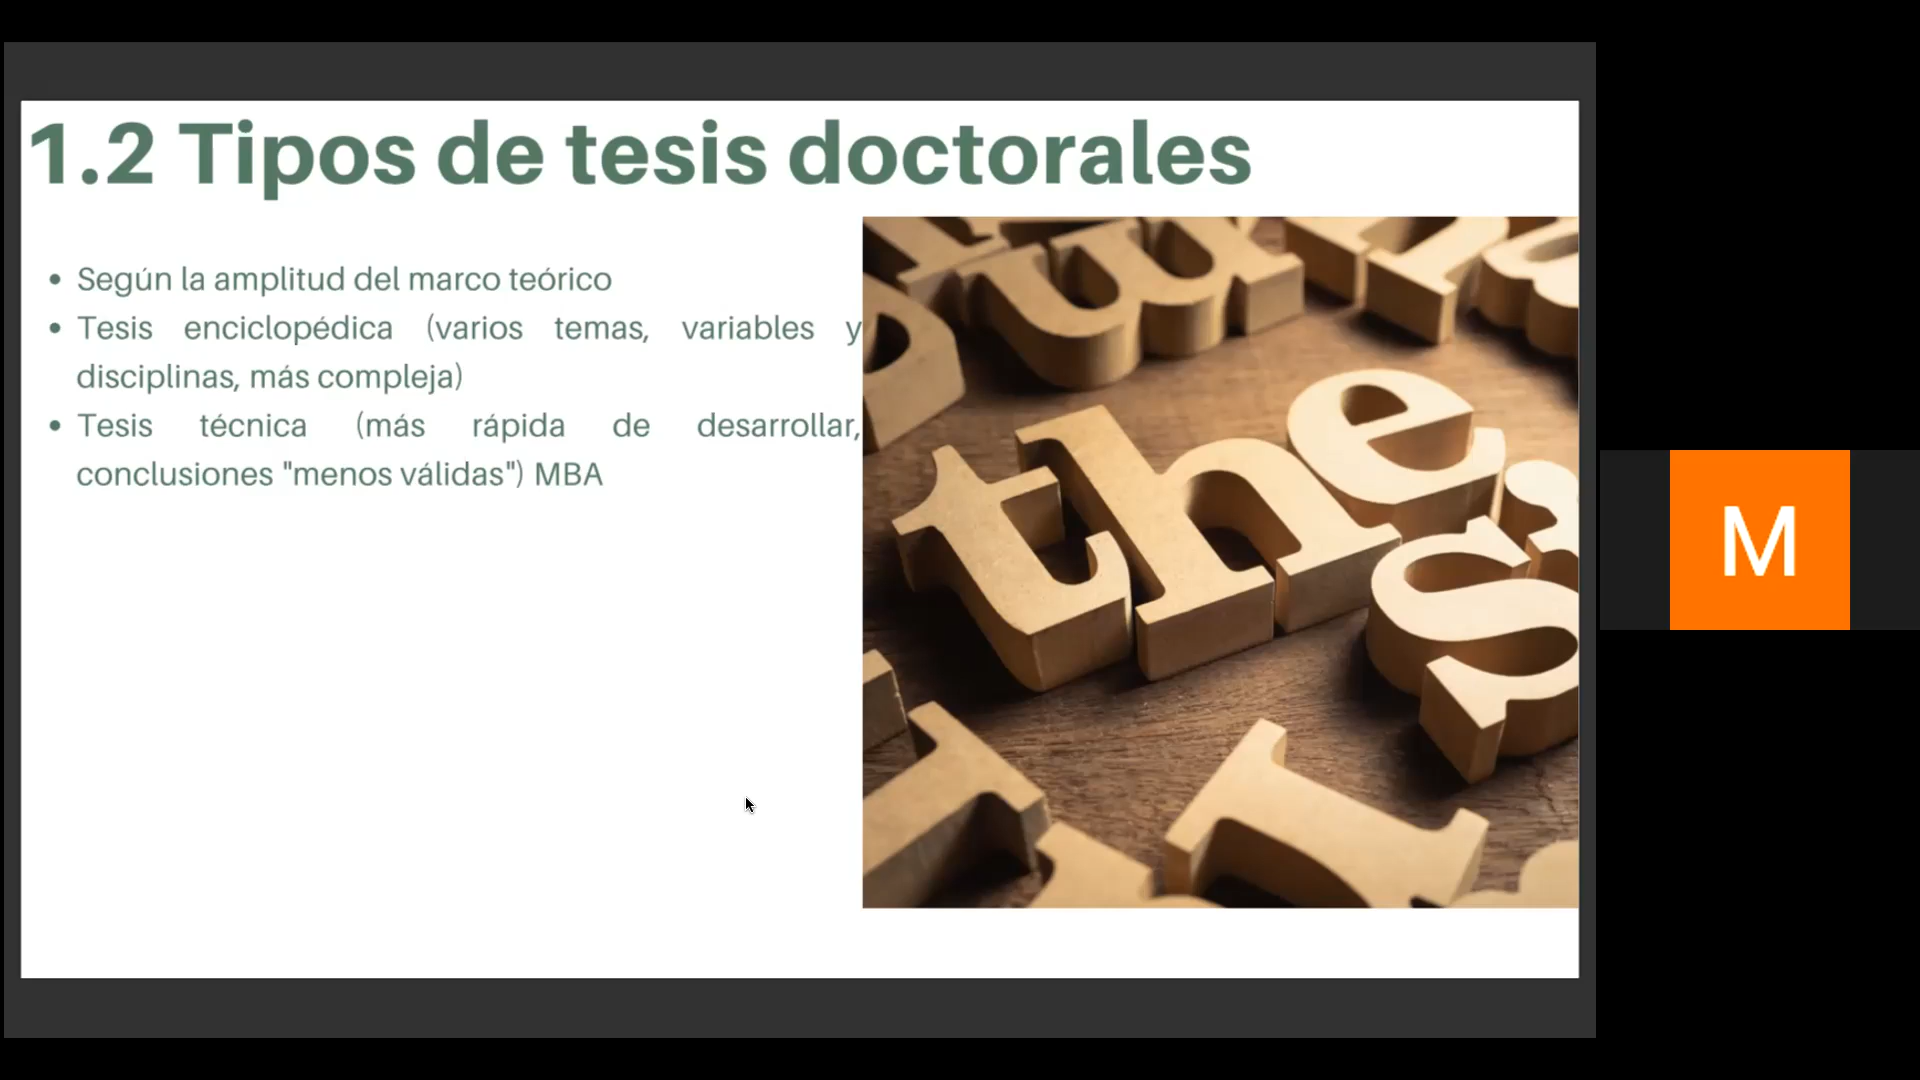 1.2 Tipos de tesis doctorales
• Según la amplitud del marco teórico
• Tesis enciclopédica (varios temas, variables y
disciplinas, más compleja)
• Tesis técnica (más rápida de desarrollar,
conclusiones "menos válidas") MBA
the
s
M